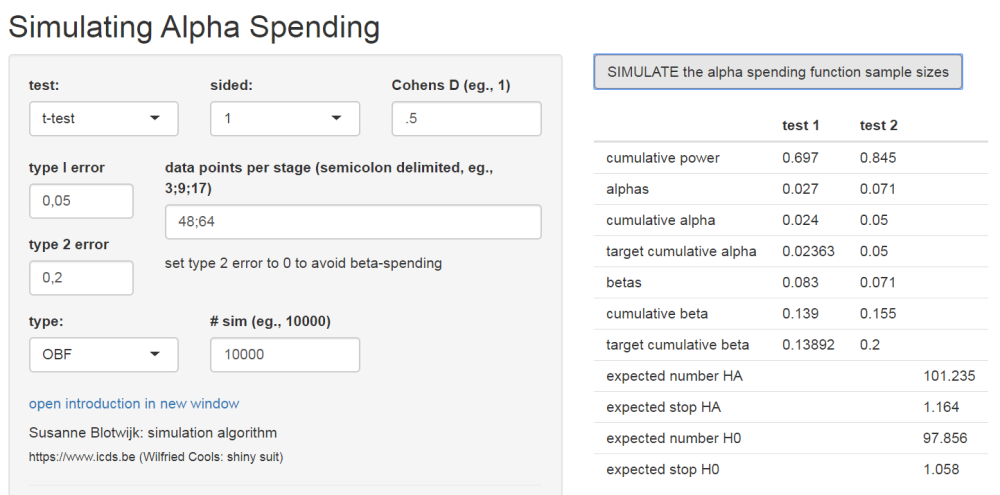 Simulating Alpha Spending
test: sided: Cohens D (eg., 1)
t-test 1 .5
type I error data points per stage (semicolon delimited, eg.,
3;9;17)
0,05
48;64
type 2 error
set type 2 error to 0 to avoid beta-spending
0,2
type: # sim (eg., 10000)
OBF 10000
open introduction in new window
Susanne Blotwijk: simulation algorithm
https://www.icds.be (Wilfried Cools: shiny suit)
SIMULATE the alpha spending function sample sizes
test 1 test 2
cumulative power 0.697 0.845
alphas 0.027 0.071
cumulative alpha 0.024 0.05
target cumulative alpha 0.02363 0.05
betas 0.083 0.071
cumulative beta 0.139 0.155
target cumulative beta 0.13892 0.2
expected number HA 101.235
expected stop HA 1.164
expected number H0 97.856
expected stop H0 1.058